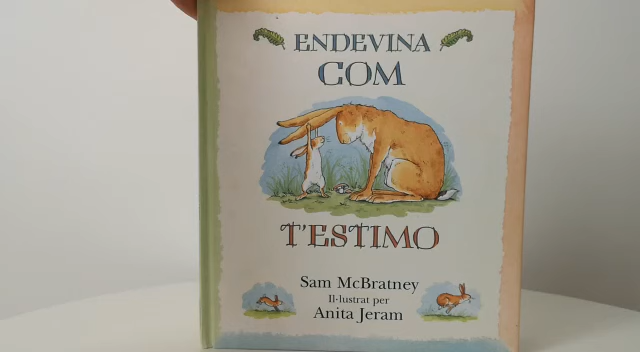 ENDEVINA
COM
T'ESTIMO
Sam McBratney
Il·lustrat per
Anita Jeram